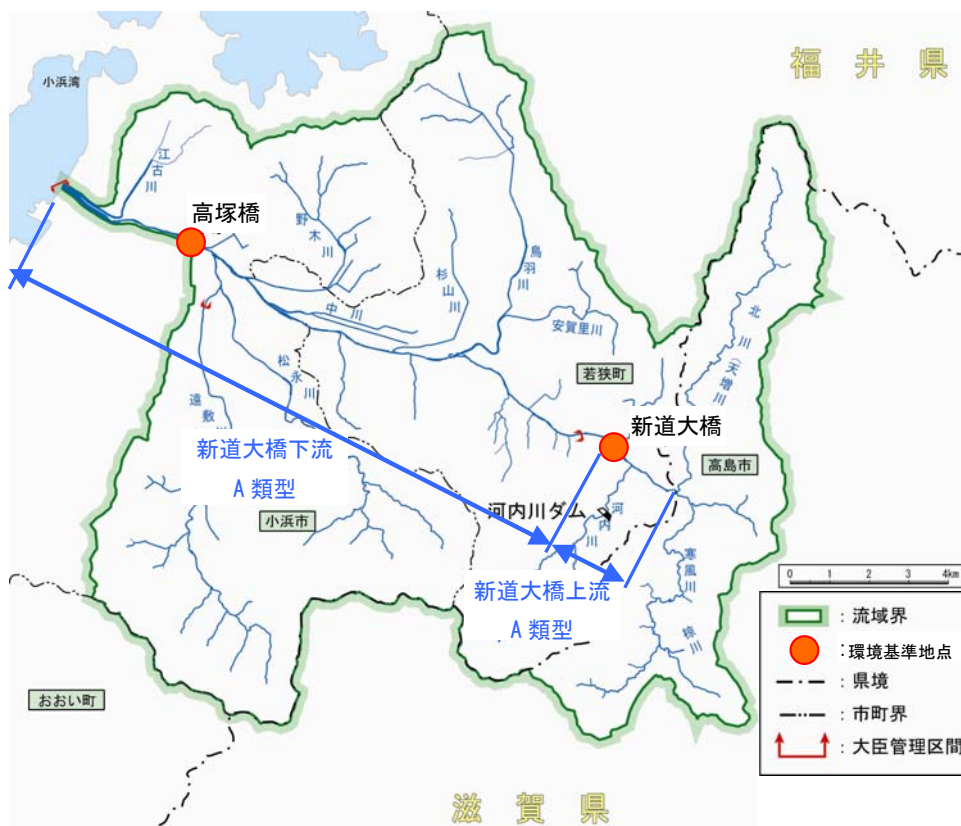 福井県
小浜湾
江古川
高塚橋
野木川
杉山川
鳥羽川
中川
安賀里川
北川(天増川)
若狭町
松永川
遠敷
新道大橋
新道大橋下流
A類型
高島市
小浜市
河内川ダム
河内川
寒風川
新道大橋上流
A類型
椋川
0 1 2 3 4km
:流域界
:環境基準地点
:県境
:市町界
:大臣管理区間
おおい町
滋賀県